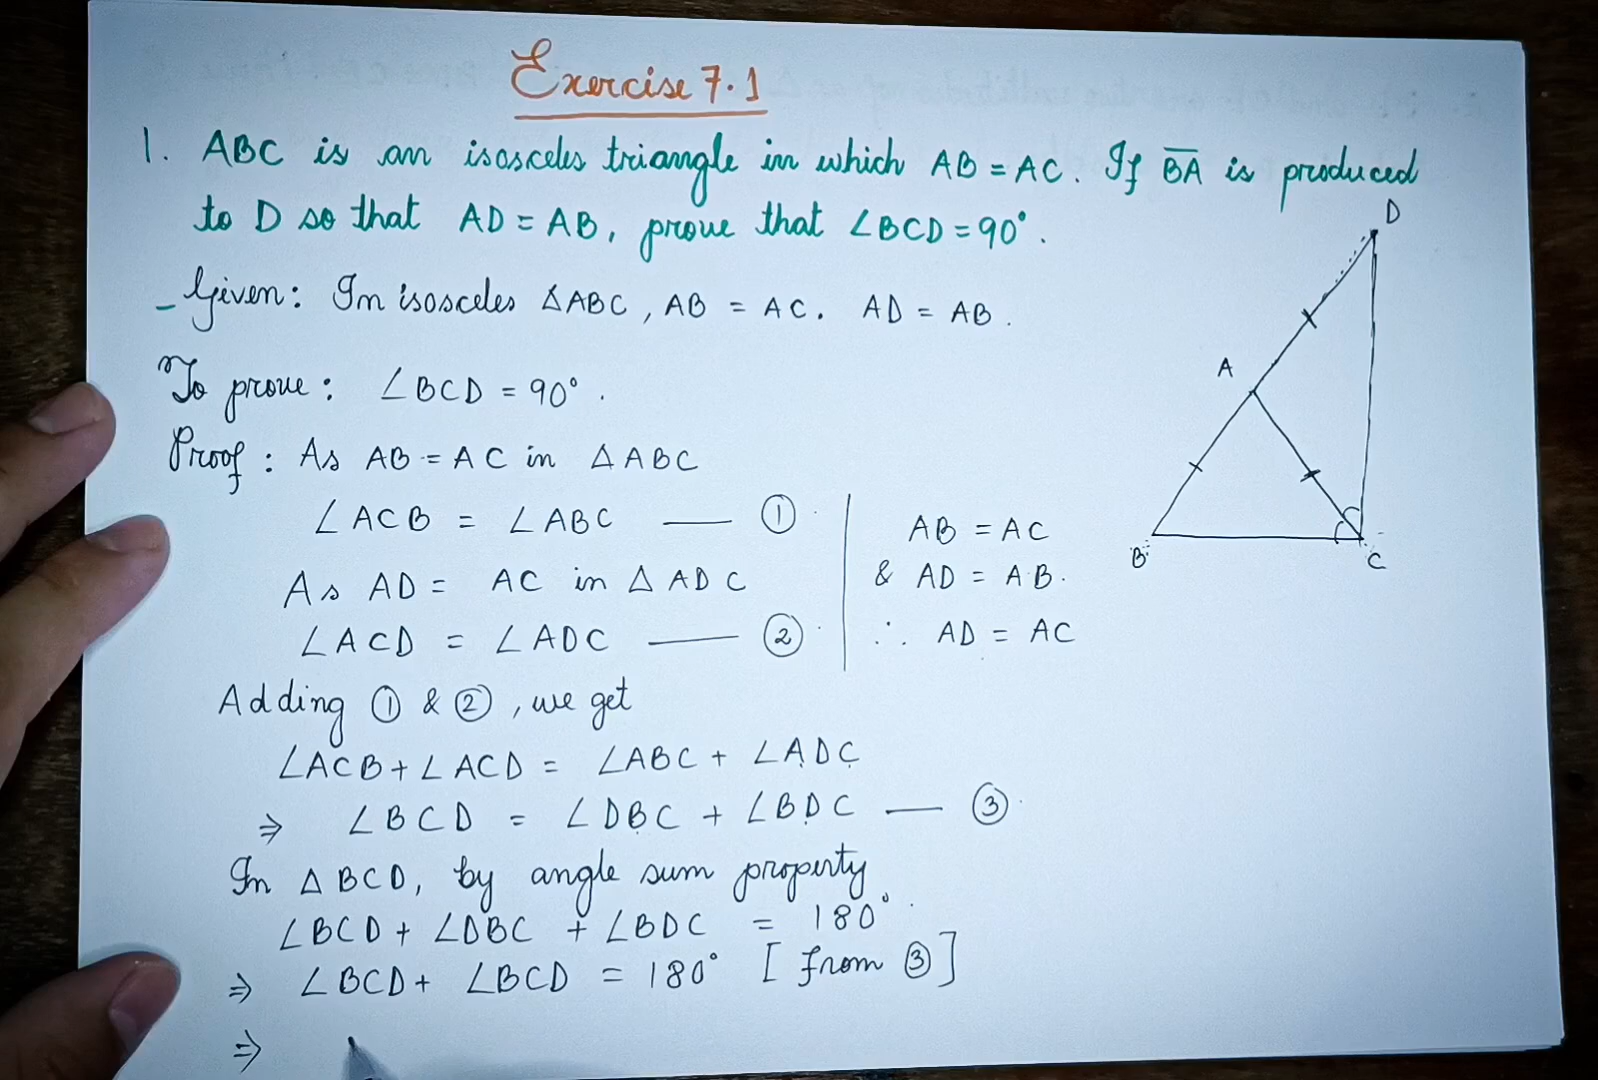 Exercise 7.1
1. ABC is an isosceles triangle in which AB = AC. If B̅A̅ is produced
to D so that AD = AB, prove that ∠BCD = 90°.
Given: In isosceles ΔABC, AB = AC. AD = AB.
To prove: ∠BCD = 90°.
Proof: As AB = AC in ΔABC
∠ACB = ∠ABC — ①
As AD = AC in ΔADC
∠ACD = ∠ADC — ②
AB = AC
& AD = AB.
∴ AD = AC
Adding ① & ②, we get
∠ACB + ∠ACD = ∠ABC + ∠ADC
⇒ ∠BCD = ∠DBC + ∠BDC — ③
In ΔBCD, by angle sum property
∠BCD + ∠DBC + ∠BDC = 180°
⇒ ∠BCD + ∠BCD = 180° [from ③]
⇒
D
A
B
C